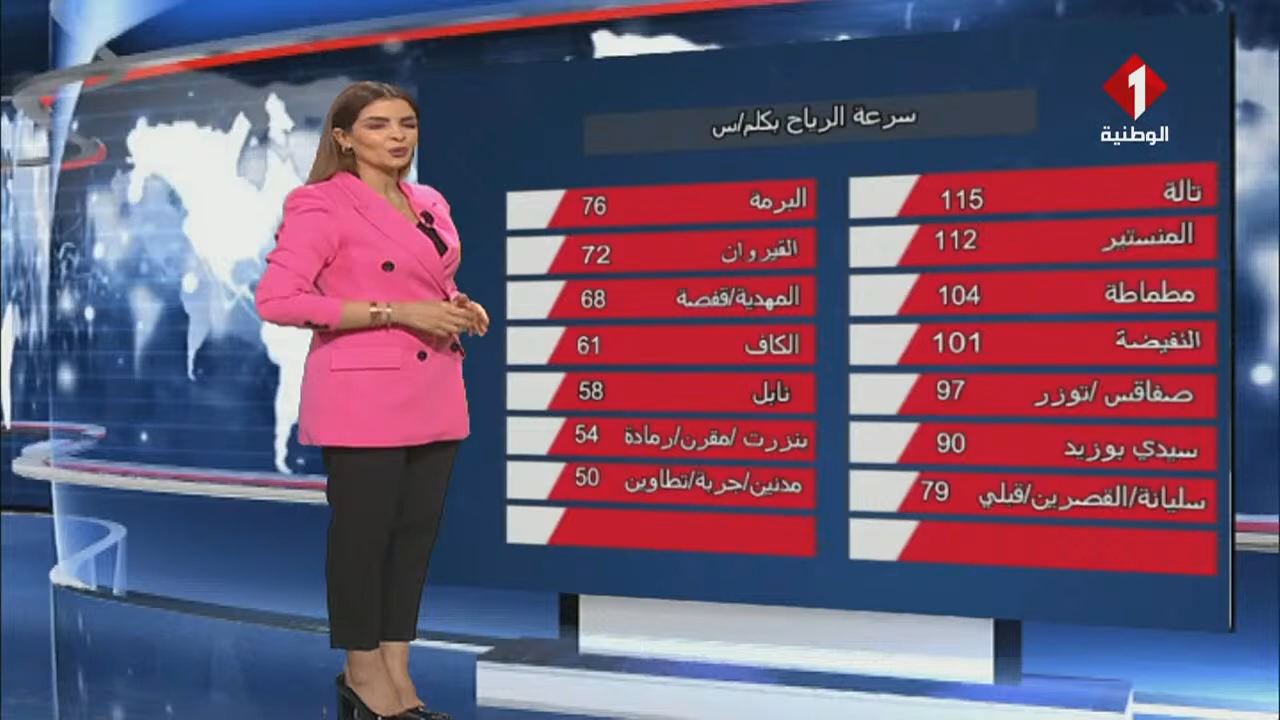 1
الوطنية
سرعة الرياح بكلم/س
تالة 115
المنستير 112
مطماطة 104
النفيضة 101
صفاقس /توزر 97
سيدي بوزيد 90
سليانة/القصرين/قبلي 79
البرمة 76
القيروان 72
المهدية/قفصة 68
الكاف 61
نابل 58
بنزرت /مقرن/رمادة 54
مدنين/جربة/تطاوين 50